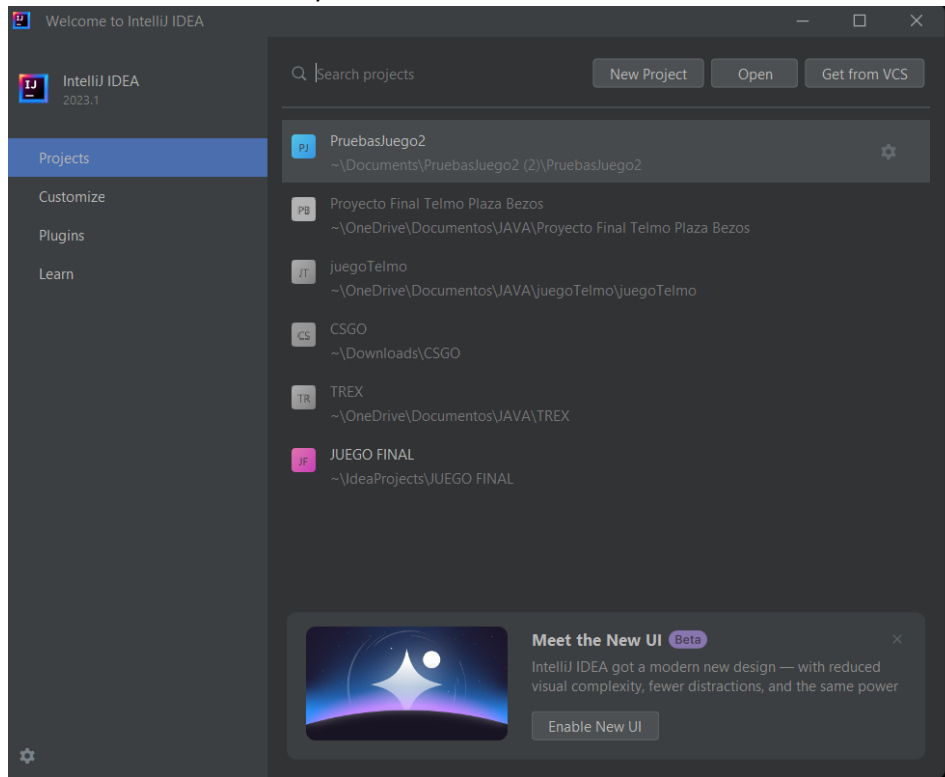 Welcome to IntelliJ IDEA
IJ
IntelliJ IDEA
2023.1
Projects
Customize
Plugins
Learn
Search projects
New Project
Open
Get from VCS
PJ
PruebasJuego2
~\Documents\PruebasJuego2 (2)\PruebasJuego2
PB
Proyecto Final Telmo Plaza Bezos
~\OneDrive\Documentos\JAVA\Proyecto Final Telmo Plaza Bezos
JT
juegoTelmo
~\OneDrive\Documentos\JAVA\juegoTelmo\juegoTelmo
CS
CSGO
~\Downloads\CSGO
TR
TREX
~\OneDrive\Documentos\JAVA\TREX
JF
JUEGO FINAL
~\IdeaProjects\JUEGO FINAL
Meet the New UI Beta
IntelliJ IDEA got a modern new design — with reduced
visual complexity, fewer distractions, and the same power
Enable New UI